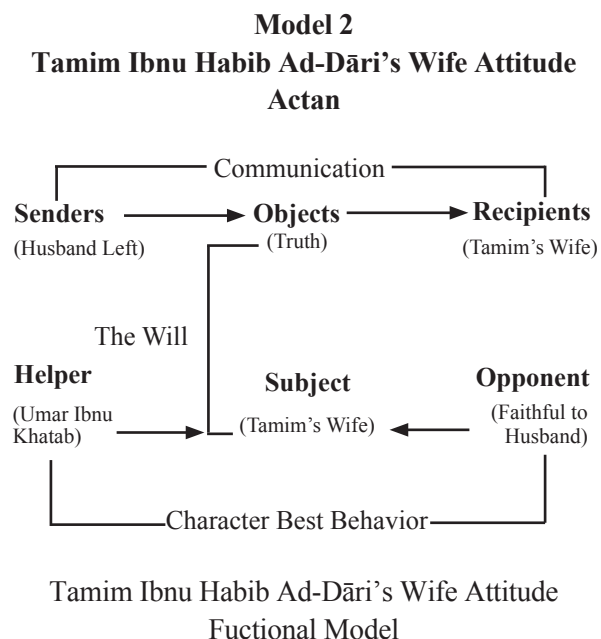 Model 2
Tamim Ibnu Habib Ad-Dāri's Wife Attitude
Actan
Communication
Senders
Objects
Recipients
(Husband Left)
(Truth)
(Tamim's Wife)
The Will
Helper
Subject
Opponent
(Umar Ibnu
Khatab)
(Tamim's Wife)
(Faithful to
Husband)
Character Best Behavior
Tamim Ibnu Habib Ad-Dāri's Wife Attitude
Fuctional Model